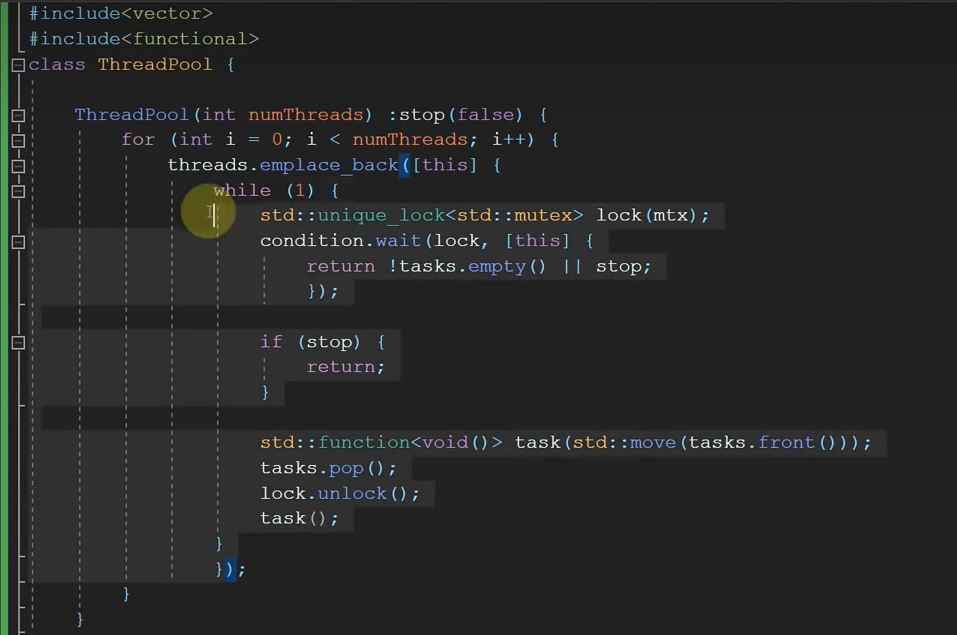 #include<vector>
#include<functional>
class ThreadPool {
ThreadPool(int numThreads) :stop(false) {
for (int i = 0; i < numThreads; i++) {
threads.emplace_back([this] {
while (1) {
std::unique_lock<std::mutex> lock(mtx);
condition.wait(lock, [this] {
return !tasks.empty() || stop;
});
if (stop) {
return;
}
std::function<void()> task(std::move(tasks.front()));
tasks.pop();
lock.unlock();
task();
}
});
}
}